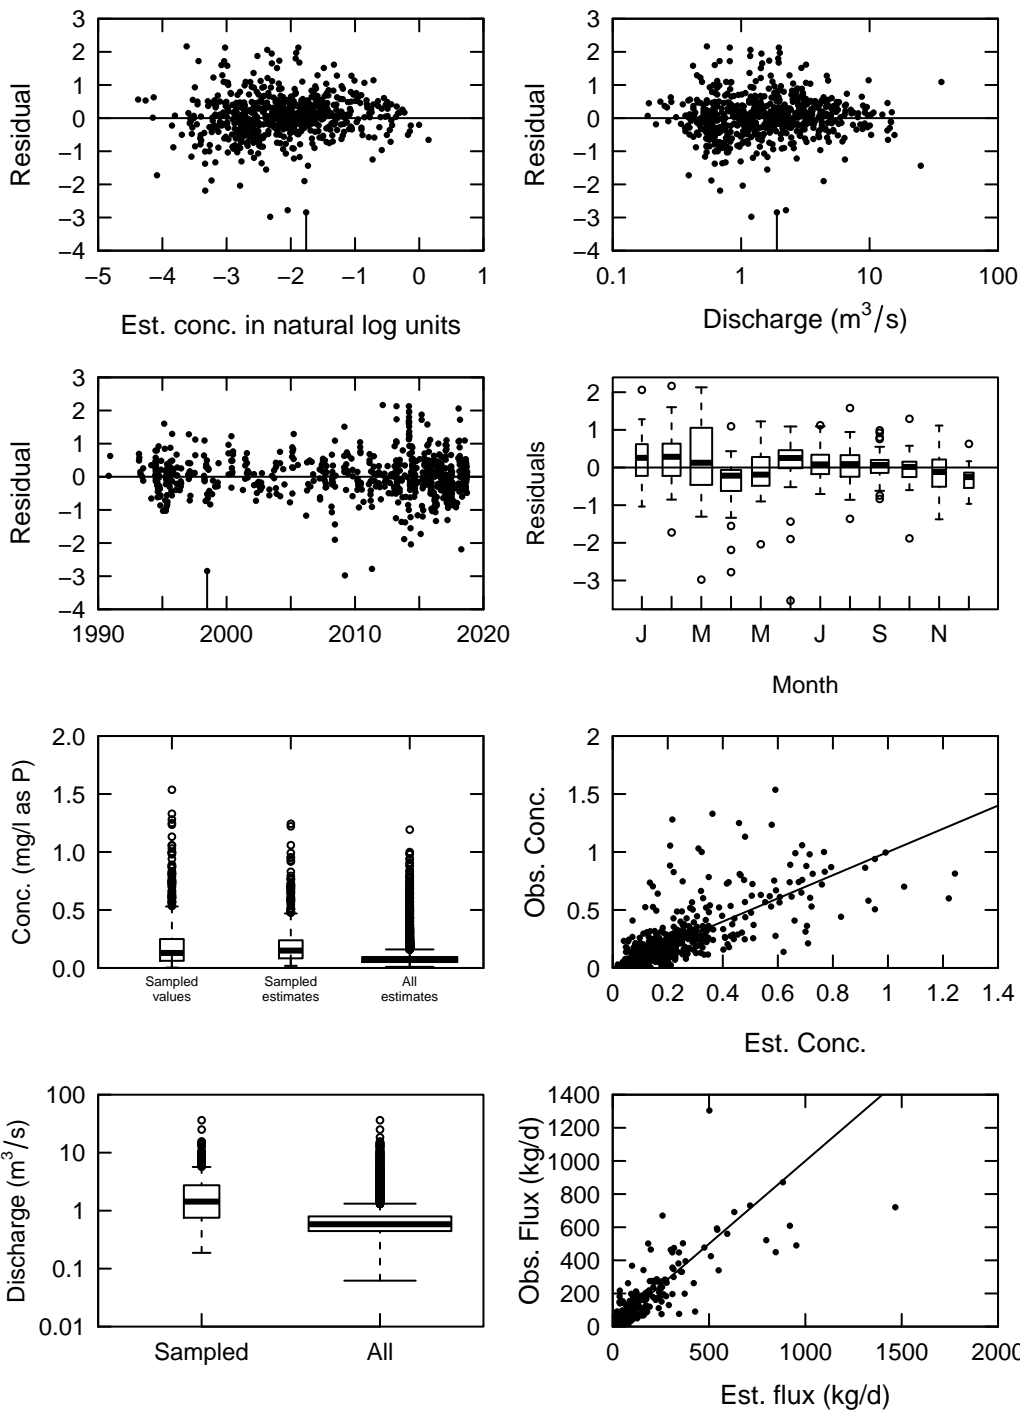 3
2
1
0
−1
−2
−3
−4
Residual
−5 −4 −3 −2 −1 0 1
Est. conc. in natural log units
3
2
1
0
−1
−2
−3
−4
Residual
0.1 1 10 100
Discharge (m³/s)
3
2
1
0
−1
−2
−3
−4
Residual
1990 2000 2010 2020
2
1
0
−1
−2
−3
Residuals
J M M J S N
Month
2.0
1.5
1.0
0.5
0.0
Conc. (mg/l as P)
Sampled values
Sampled estimates
All estimates
2
1.5
1
0.5
0
Obs. Conc.
0 0.2 0.4 0.6 0.8 1 1.2 1.4
Est. Conc.
100
10
1
0.1
0.01
Discharge (m³/s)
Sampled All
1400
1200
1000
800
600
400
200
0
Obs. Flux (kg/d)
0 500 1000 1500 2000
Est. flux (kg/d)